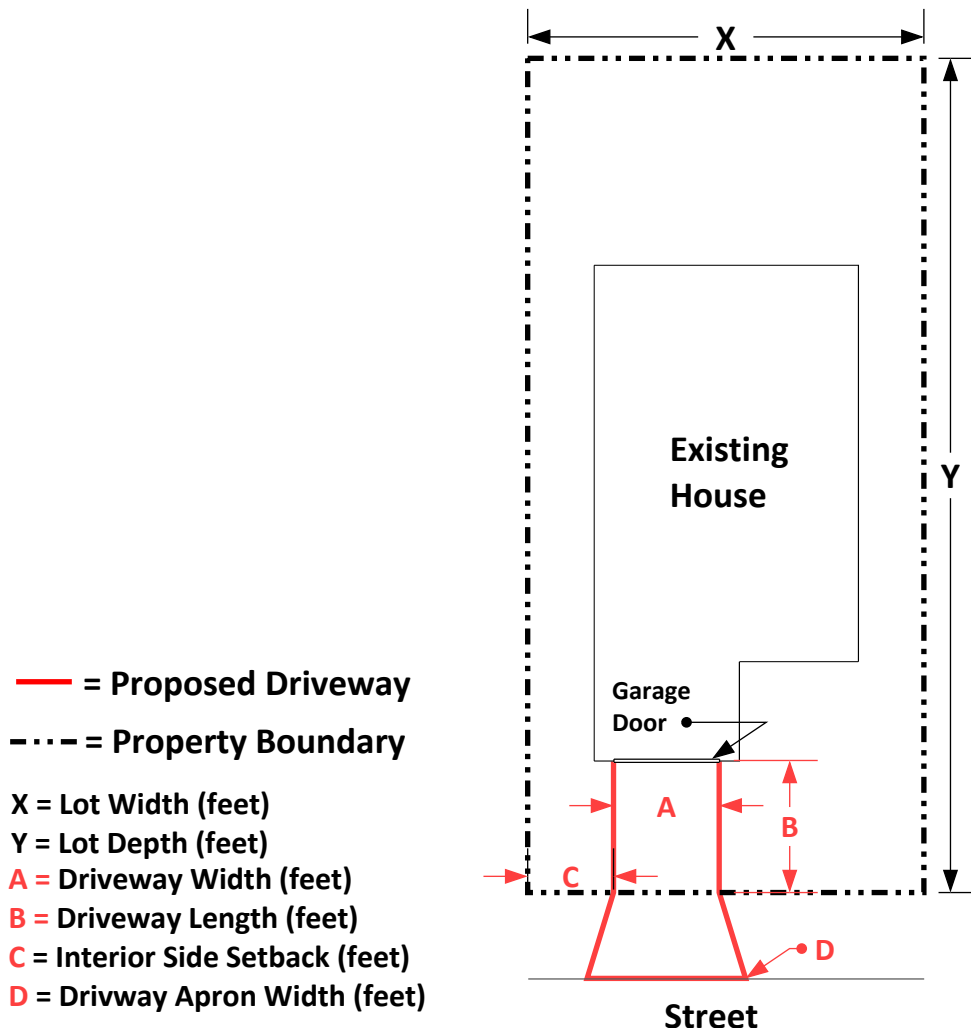 X
Existing
House
Y
= Proposed Driveway
Garage
Door
= Property Boundary
X = Lot Width (feet)
Y = Lot Depth (feet)
A = Driveway Width (feet)
B = Driveway Length (feet)
C = Interior Side Setback (feet)
D = Drivway Apron Width (feet)
A
B
C
D
Street